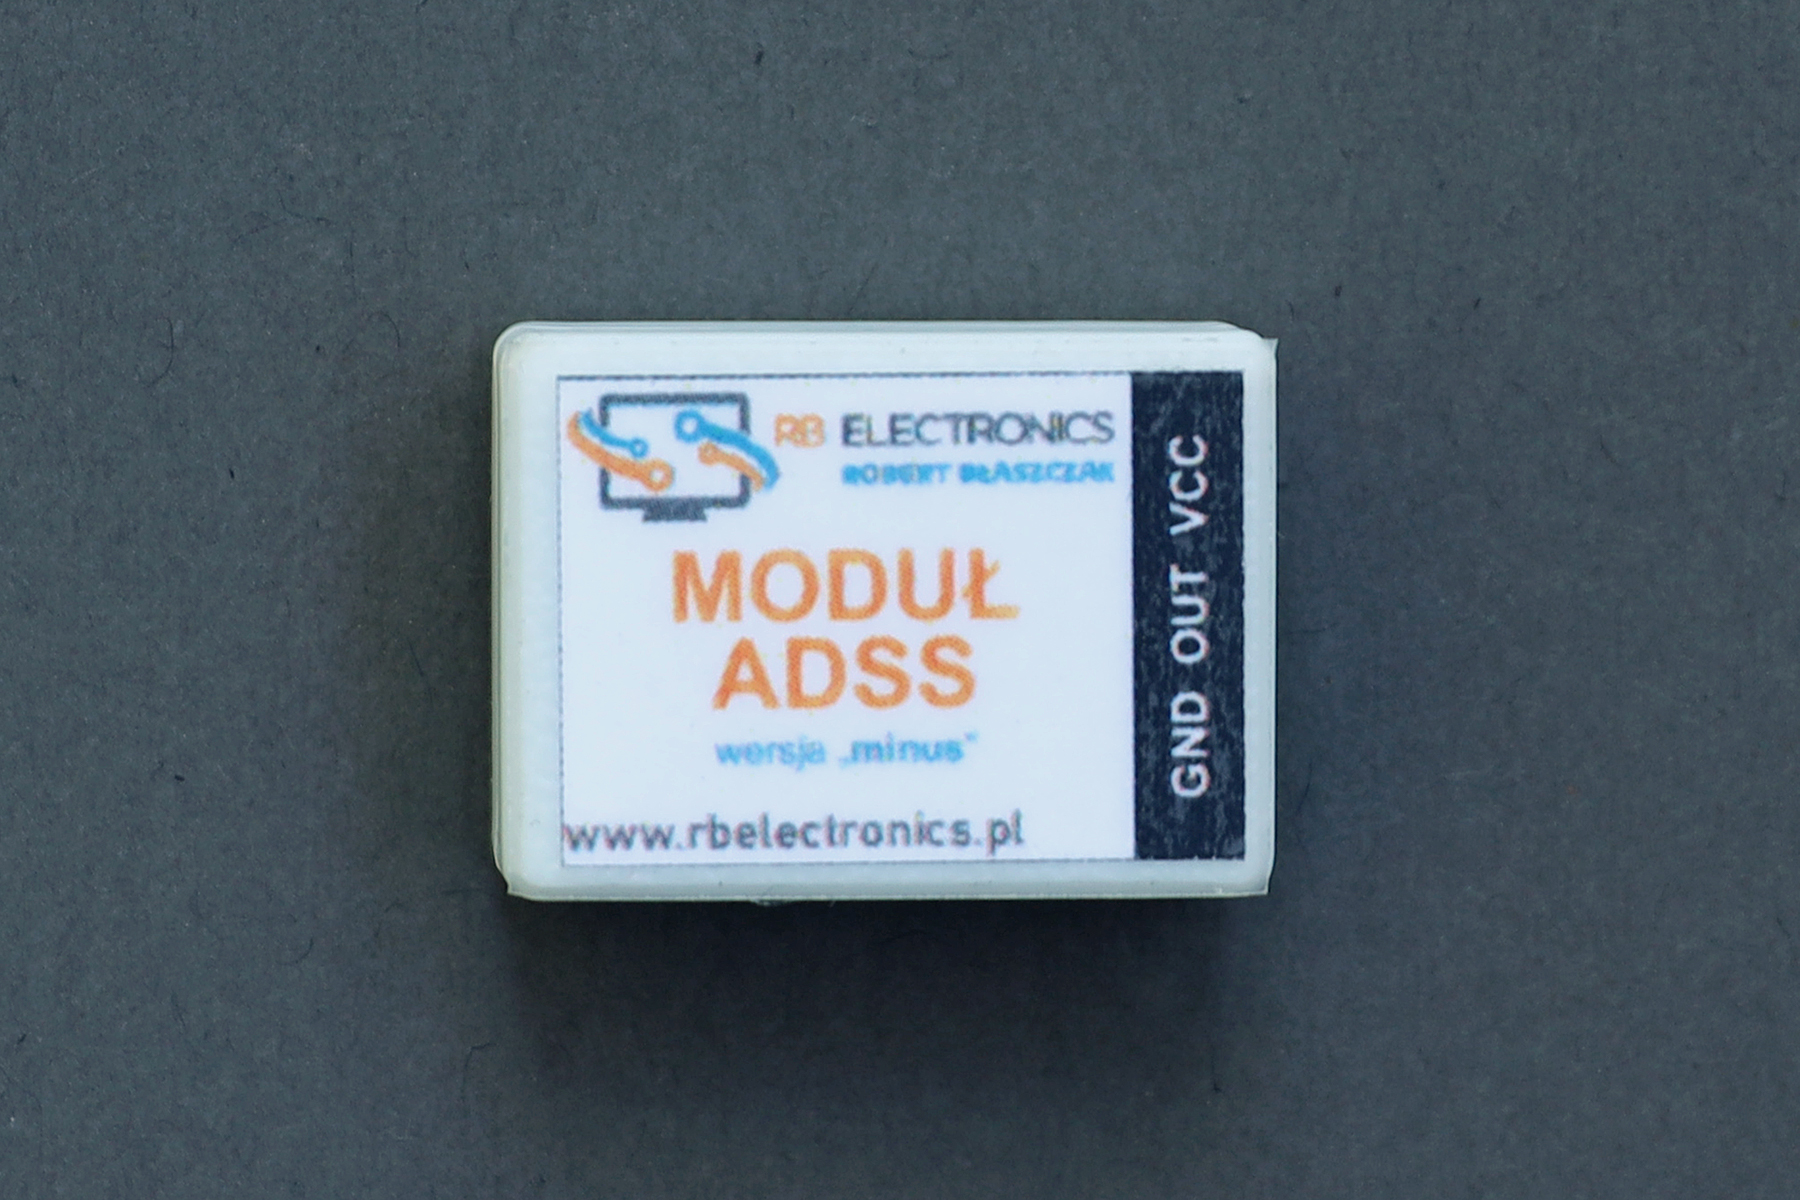 RB ELECTRONICS
ROBERT BŁASZCZAK
MODUŁ
ADSS
wersja „minus”
www.rbelectronics.pl
GND OUT VCC